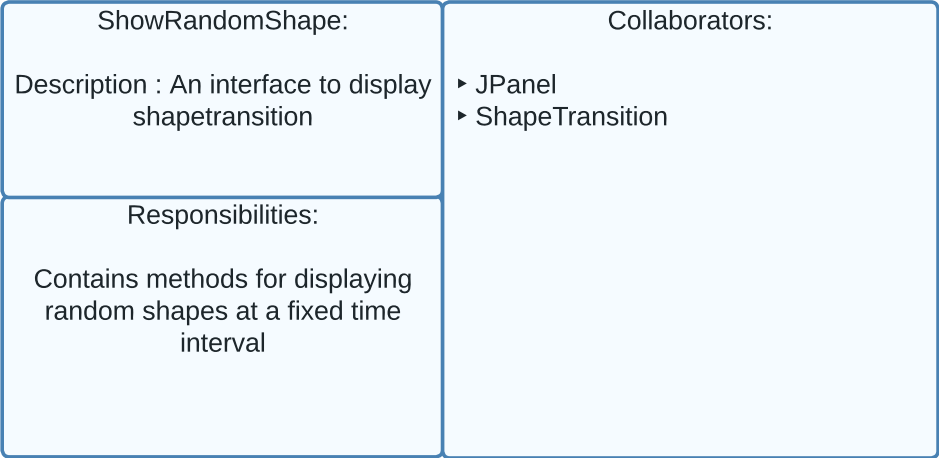 ShowRandomShape:
Description : An interface to display
shapetransition
Responsibilities:
Contains methods for displaying
random shapes at a fixed time
interval
Collaborators:
‣ JPanel
‣ ShapeTransition